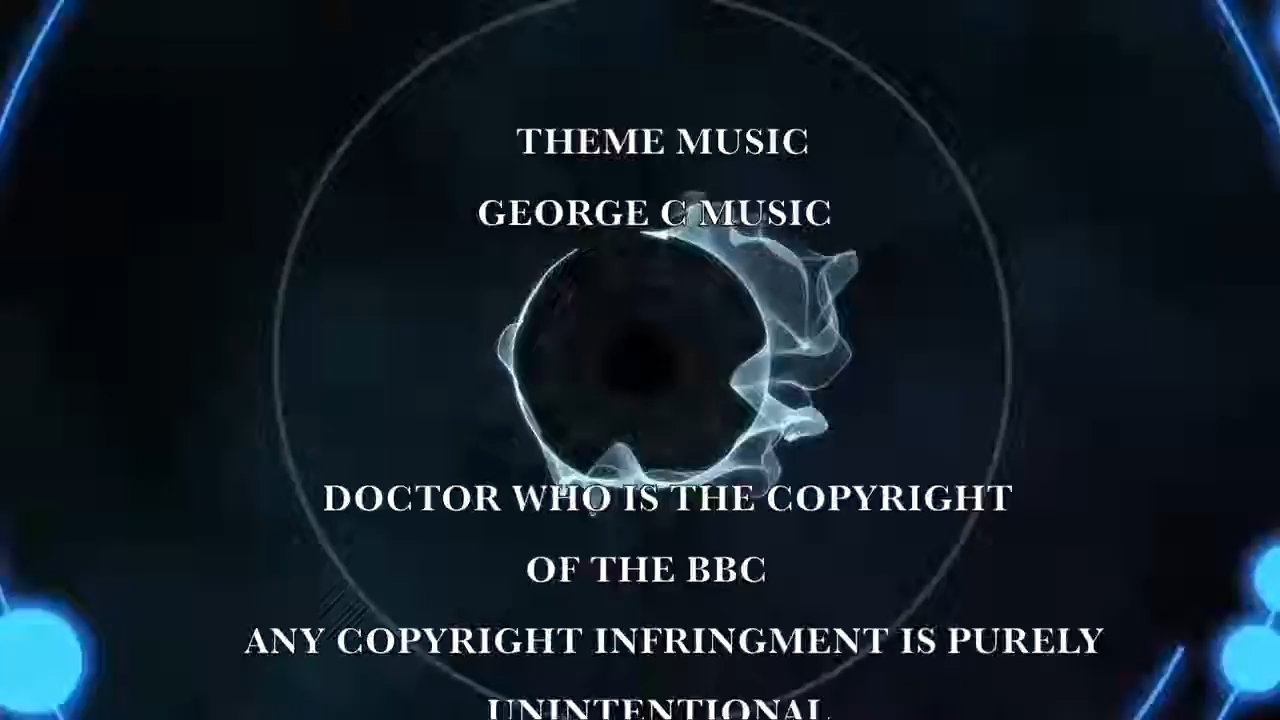 THEME MUSIC
GEORGE C MUSIC
DOCTOR WHO IS THE COPYRIGHT
OF THE BBC
ANY COPYRIGHT INFRINGMENT IS PURELY
UNINTENTIONAL